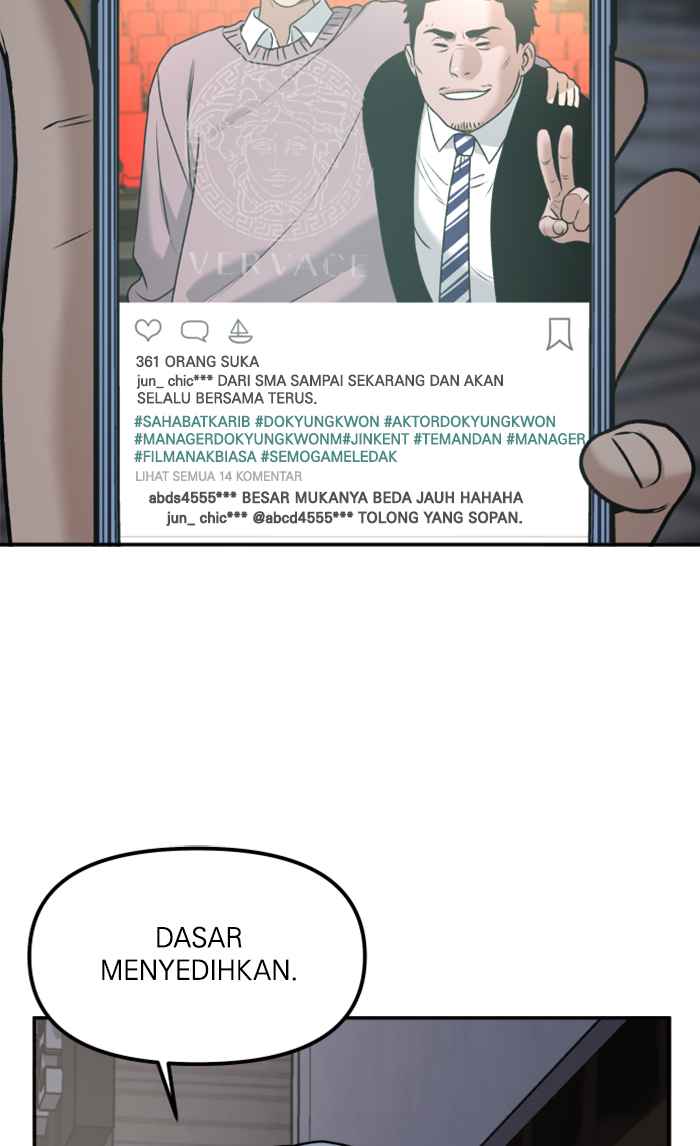 VERVACE
361 ORANG SUKA
jun_ chic*** DARI SMA SAMPAI SEKARANG DAN AKAN
SELALU BERSAMA TERUS.
#SAHABATKARIB #DOKYUNGKWON #AKTORDOKYUNGKWON
#MANAGERDOKYUNGKWONM#JINKENT #TEMANDAN #MANAGER
#FILMANAKBIASA #SEMOGAMELEDAK
LIHAT SEMUA 14 KOMENTAR
abds4555*** BESAR MUKANYA BEDA JAUH HAHAHA
jun_ chic*** @abcd4555*** TOLONG YANG SOPAN.
DASAR
MENYEDIHKAN.